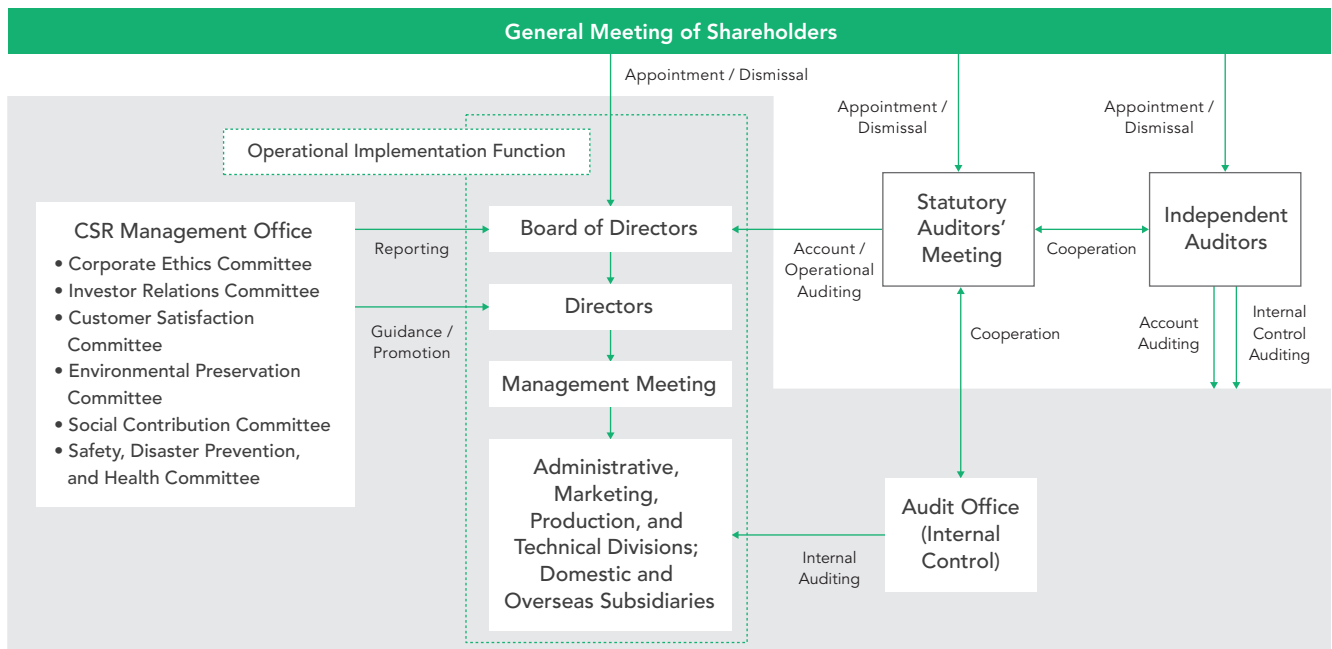 General Meeting of Shareholders
Appointment / Dismissal
Appointment /
Dismissal
Appointment /
Dismissal
Operational Implementation Function
CSR Management Office
• Corporate Ethics Committee
• Investor Relations Committee
• Customer Satisfaction
Committee
• Environmental Preservation
Committee
• Social Contribution Committee
• Safety, Disaster Prevention,
and Health Committee
Reporting
Guidance /
Promotion
Board of Directors
Directors
Management Meeting
Administrative,
Marketing,
Production, and
Technical Divisions;
Domestic and
Overseas Subsidiaries
Account /
Operational
Auditing
Statutory
Auditors’
Meeting
Cooperation
Independent
Auditors
Cooperation
Account
Auditing
Internal
Control
Auditing
Internal
Auditing
Audit Office
(Internal
Control)